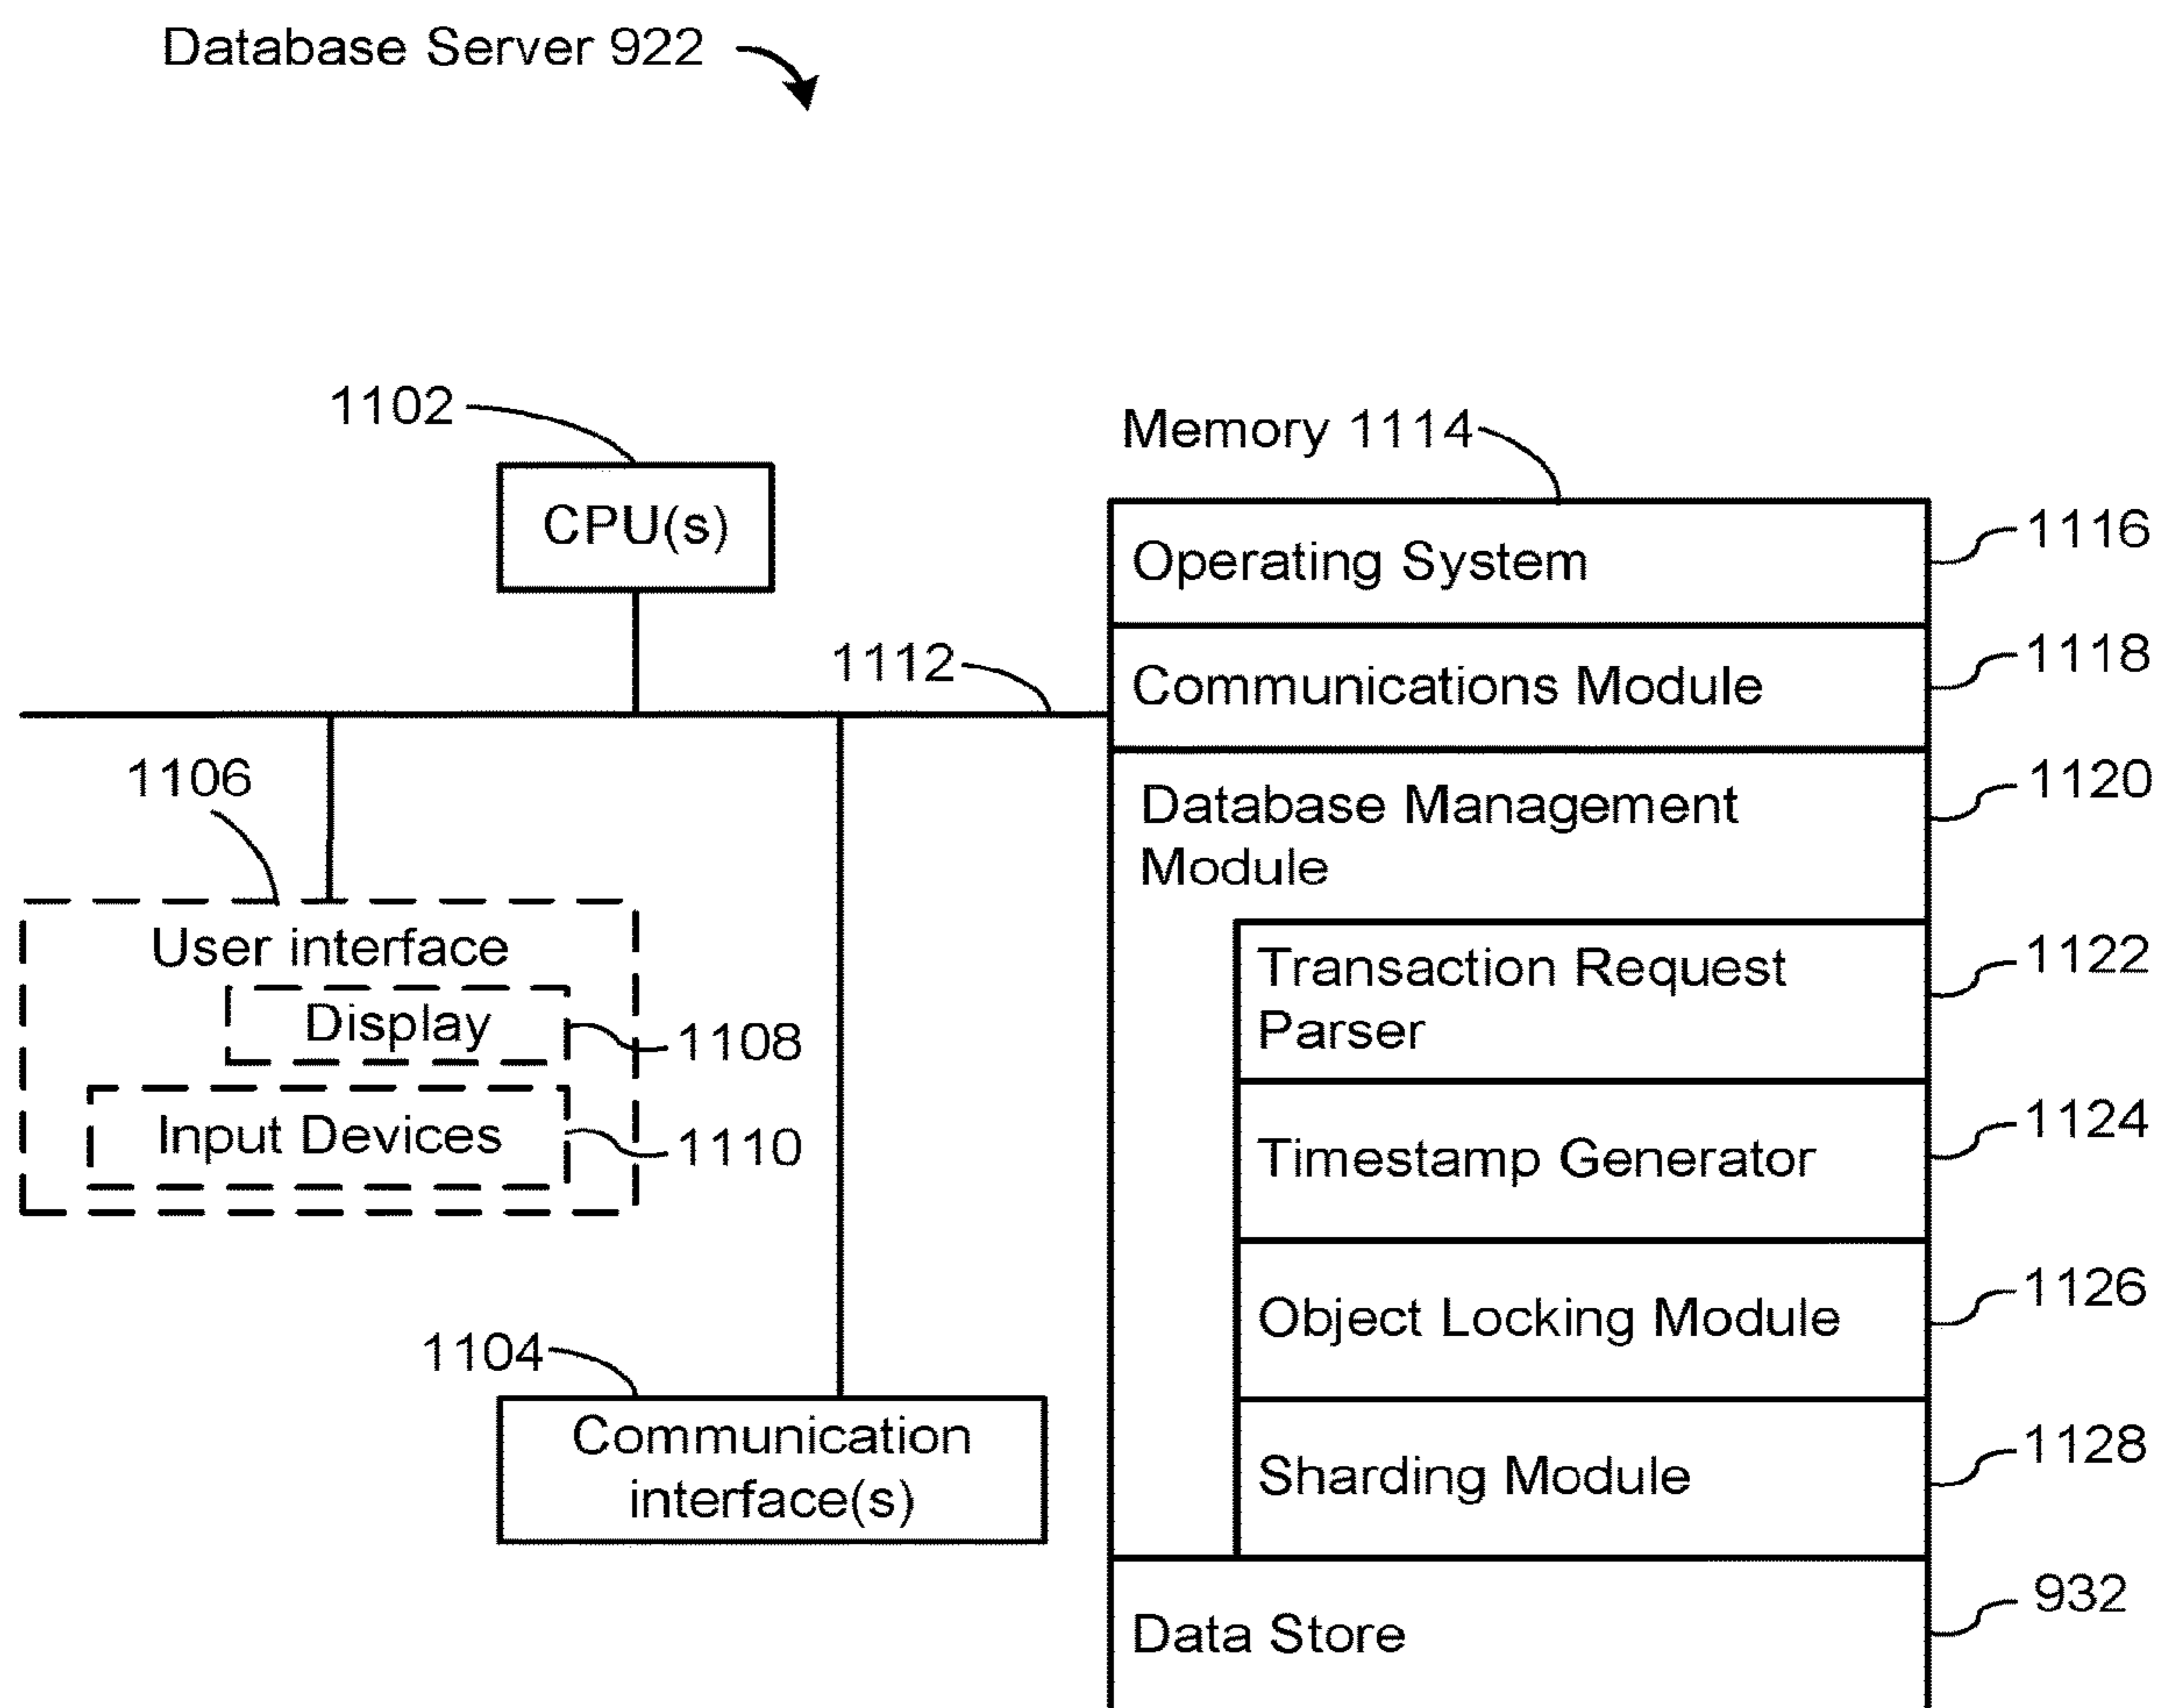 Database Server 922
1102
CPU(s)
1112
1106
User interface
Display
1108
Input Devices
1110
1104
Communication
interface(s)
Memory 1114
Operating System
1116
Communications Module
1118
Database Management
Module
1120
Transaction Request
Parser
1122
Timestamp Generator
1124
Object Locking Module
1126
Sharding Module
1128
Data Store
932